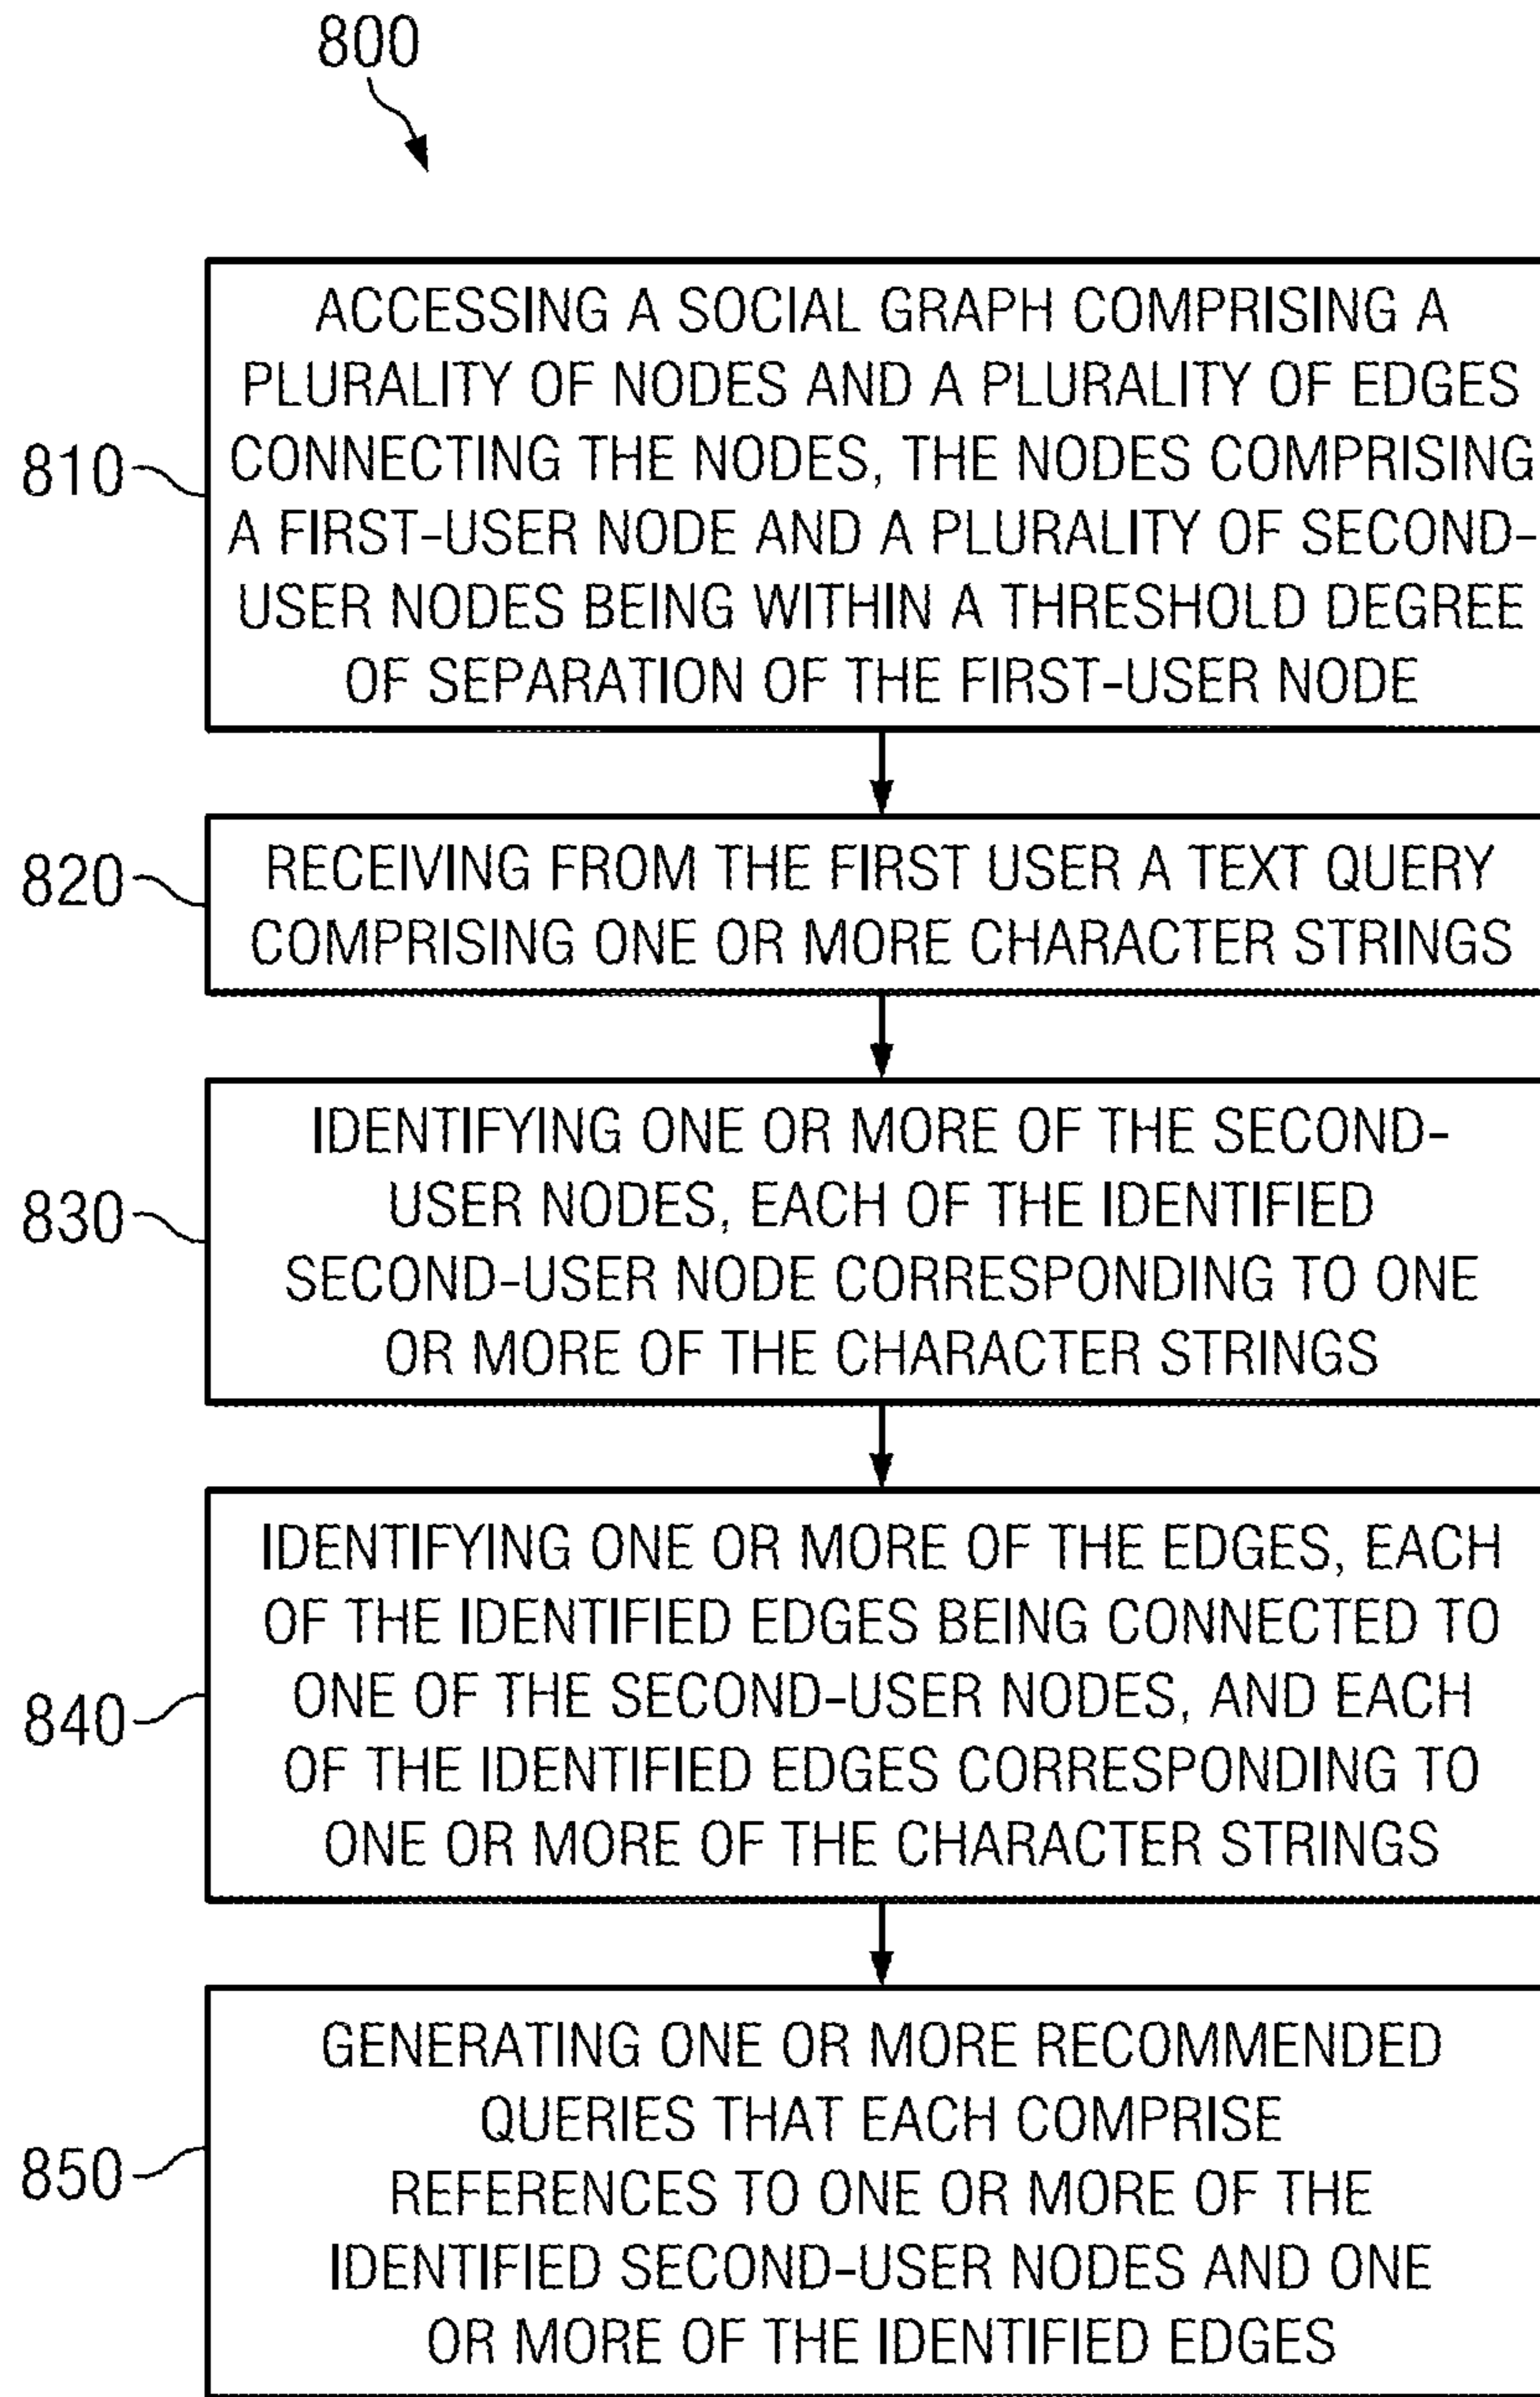 800
810
ACCESSING A SOCIAL GRAPH COMPRISING A
PLURALITY OF NODES AND A PLURALITY OF EDGES
CONNECTING THE NODES, THE NODES COMPRISING
A FIRST-USER NODE AND A PLURALITY OF SECOND-
USER NODES BEING WITHIN A THRESHOLD DEGREE
OF SEPARATION OF THE FIRST-USER NODE
820
RECEIVING FROM THE FIRST USER A TEXT QUERY
COMPRISING ONE OR MORE CHARACTER STRINGS
830
IDENTIFYING ONE OR MORE OF THE SECOND-
USER NODES, EACH OF THE IDENTIFIED
SECOND-USER NODE CORRESPONDING TO ONE
OR MORE OF THE CHARACTER STRINGS
840
IDENTIFYING ONE OR MORE OF THE EDGES, EACH
OF THE IDENTIFIED EDGES BEING CONNECTED TO
ONE OF THE SECOND-USER NODES, AND EACH
OF THE IDENTIFIED EDGES CORRESPONDING TO
ONE OR MORE OF THE CHARACTER STRINGS
850
GENERATING ONE OR MORE RECOMMENDED
QUERIES THAT EACH COMPRISE
REFERENCES TO ONE OR MORE OF THE
IDENTIFIED SECOND-USER NODES AND ONE
OR MORE OF THE IDENTIFIED EDGES